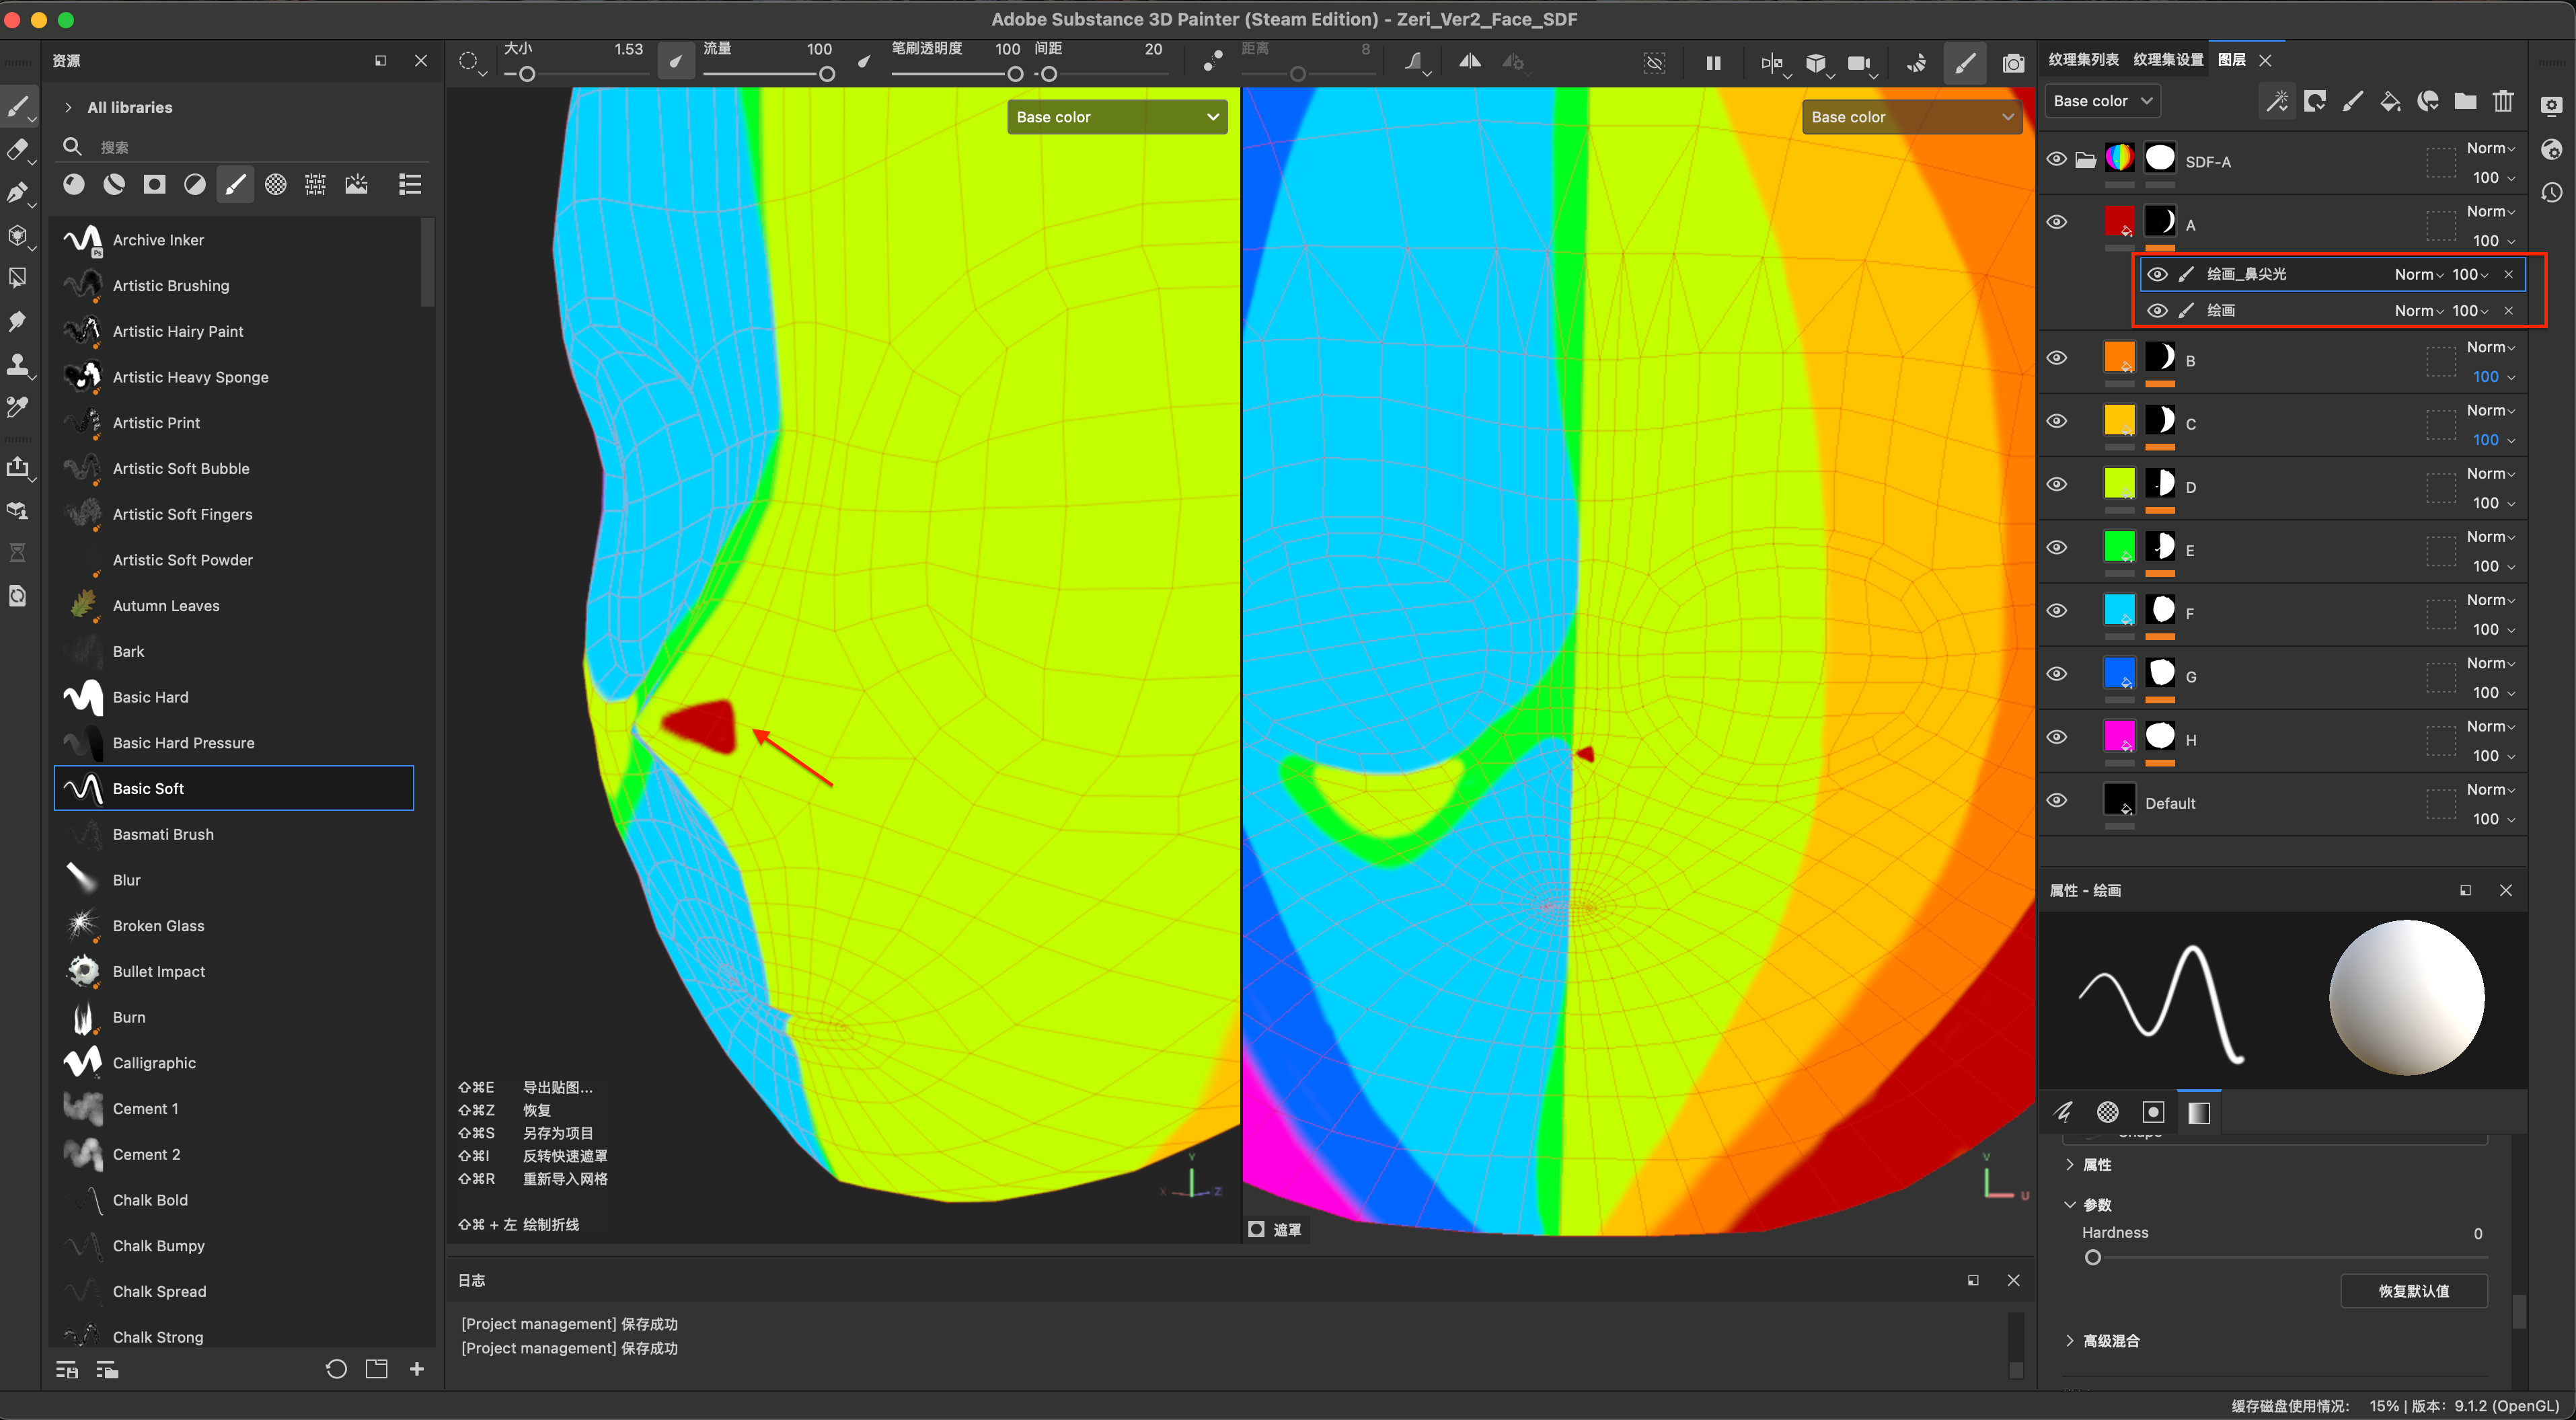 Adobe Substance 3D Painter (Steam Edition) - Zeri_Ver2_Face_SDF
资源
All libraries
搜索
Archive Inker
Artistic Brushing
Artistic Hairy Paint
Artistic Heavy Sponge
Artistic Print
Artistic Soft Bubble
Artistic Soft Fingers
Artistic Soft Powder
Autumn Leaves
Bark
Basic Hard
Basic Hard Pressure
Basic Soft
Basmati Brush
Blur
Broken Glass
Bullet Impact
Burn
Calligraphic
Cement 1
Cement 2
Chalk Bold
Chalk Bumpy
Chalk Spread
Chalk Strong
大小 1.53 流量 100 笔刷透明度 100 间距 20 距离 8
Base color
Base color
⇧⌘E 导出贴图...
⇧⌘Z 恢复
⇧⌘S 另存为项目
⇧⌘I 反转快速遮罩
⇧⌘R 重新导入网格
⇧⌘ + 左 绘制折线
Y
X Z
V
U
遮罩
日志
[Project management] 保存成功
[Project management] 保存成功
纹理集列表 纹理集设置 图层
Base color
SDF-A Norm 100
A Norm 100
绘画_鼻尖光 Norm 100
绘画 Norm 100
B Norm 100
C Norm 100
D Norm 100
E Norm 100
F Norm 100
G Norm 100
H Norm 100
Default Norm 100
属性 - 绘画
属性
参数
Hardness 0
恢复默认值
高级混合
缓存磁盘使用情况: 15% | 版本: 9.1.2 (OpenGL)